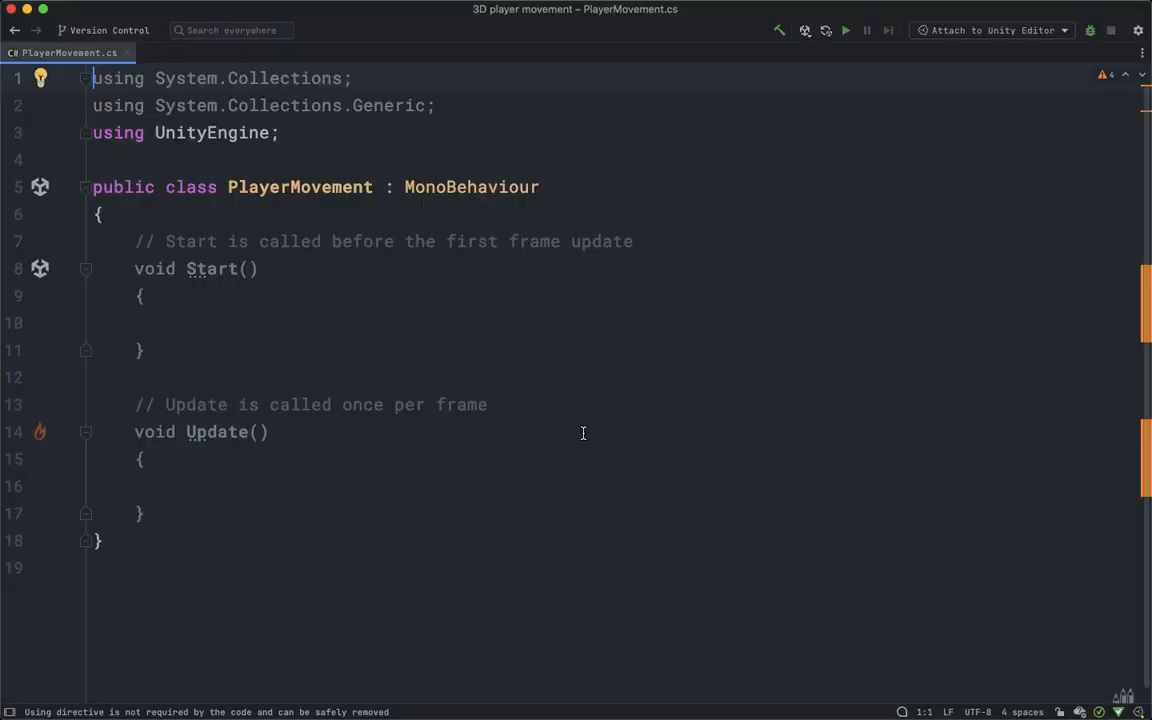 3D player movement – PlayerMovement.cs
Version Control
Search everywhere
Attach to Unity Editor
C# PlayerMovement.cs
4
1 using System.Collections;
2 using System.Collections.Generic;
3 using UnityEngine;
4
5 public class PlayerMovement : MonoBehaviour
6 {
7 // Start is called before the first frame update
8 void Start()
9 {
10
11 }
12
13 // Update is called once per frame
14 void Update()
15 {
16
17 }
18 }
19
Using directive is not required by the code and can be safely removed
1:1 LF UTF-8 4 spaces